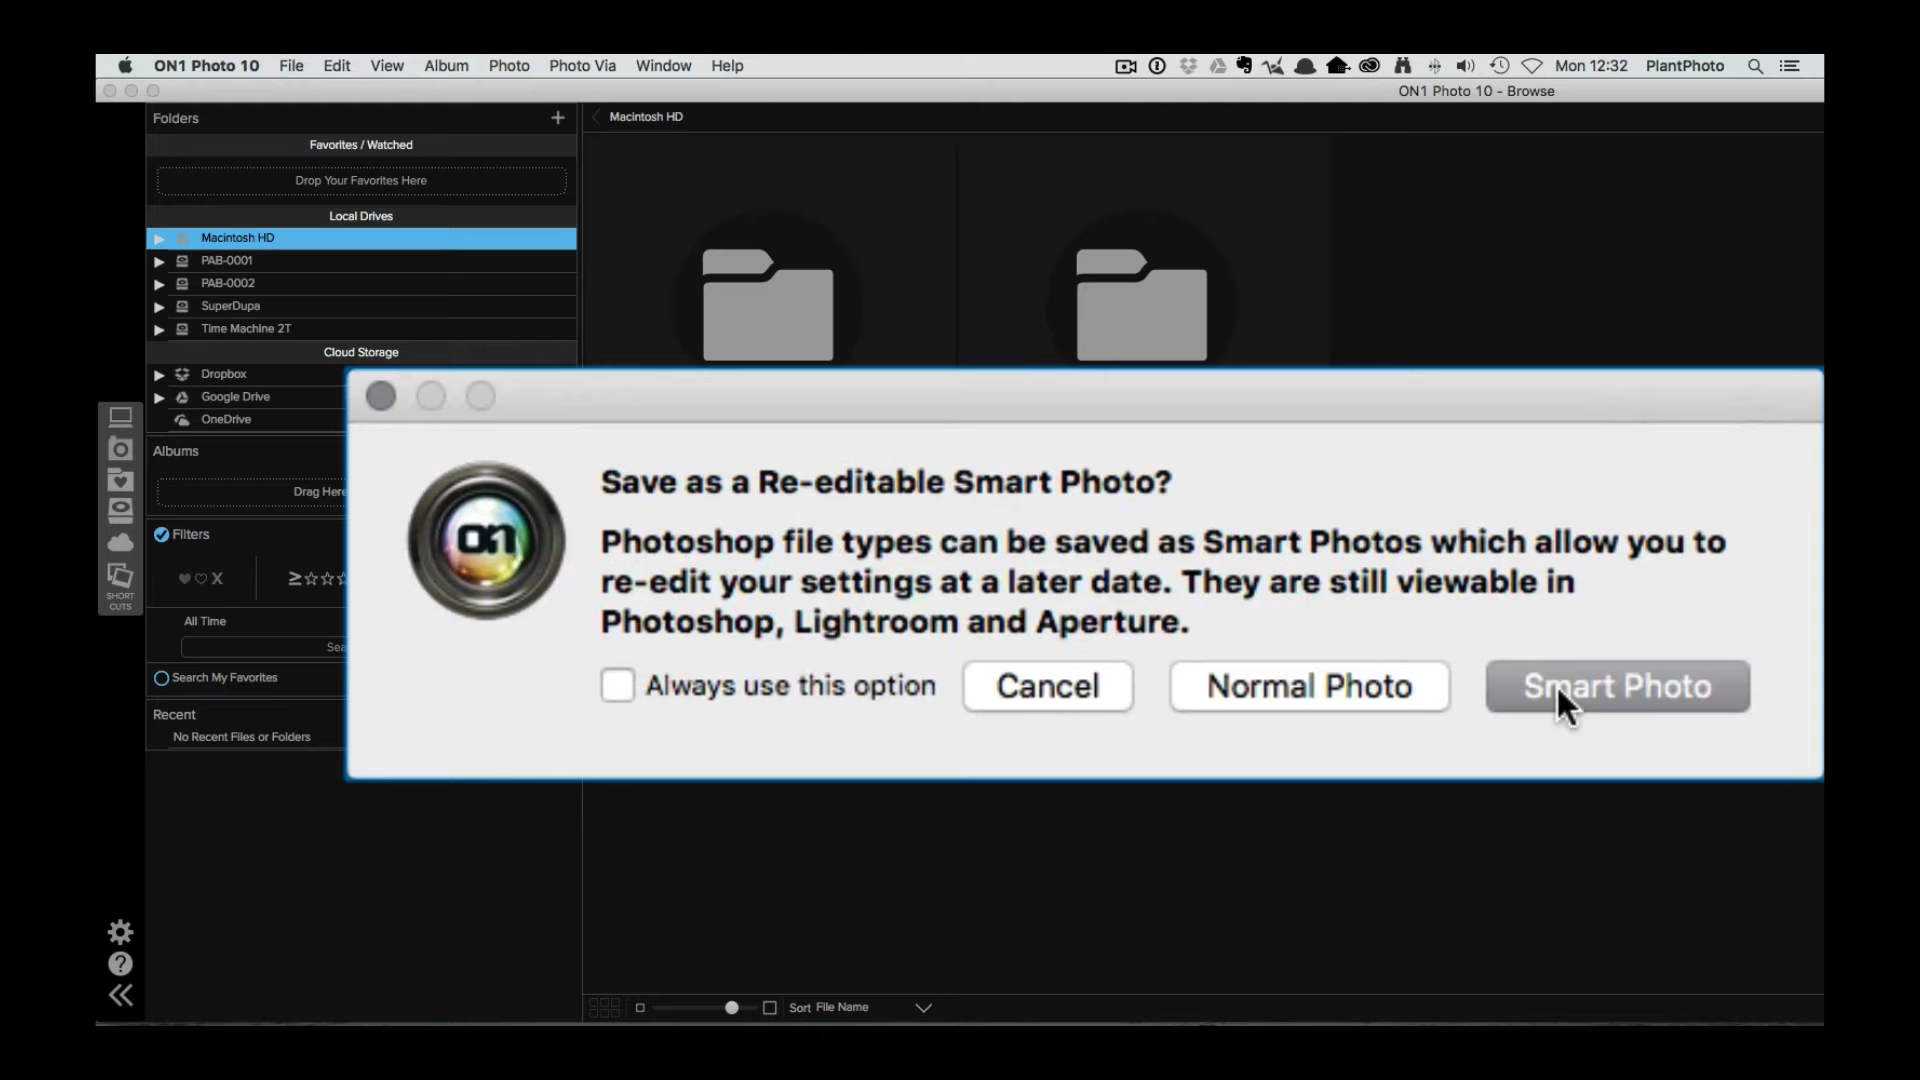 ON1 Photo 10 File Edit View Album Photo Photo Via Window Help Mon 12:32 PlantPhoto
ON1 Photo 10 - Browse
Folders +
Macintosh HD
Favorites / Watched
Drop Your Favorites Here
Local Drives
Macintosh HD
PAB-0001
PAB-0002
SuperDupa
Time Machine 2T
Cloud Storage
Dropbox
Google Drive
OneDrive
Albums
Drag Here
Filters
≥☆☆☆
SHORT
CUTS
All Time
Sea
Search My Favorites
Recent
No Recent Files or Folders
on1
Save as a Re-editable Smart Photo?
Photoshop file types can be saved as Smart Photos which allow you to
re-edit your settings at a later date. They are still viewable in
Photoshop, Lightroom and Aperture.
Always use this option Cancel Normal Photo Smart Photo
Sort File Name